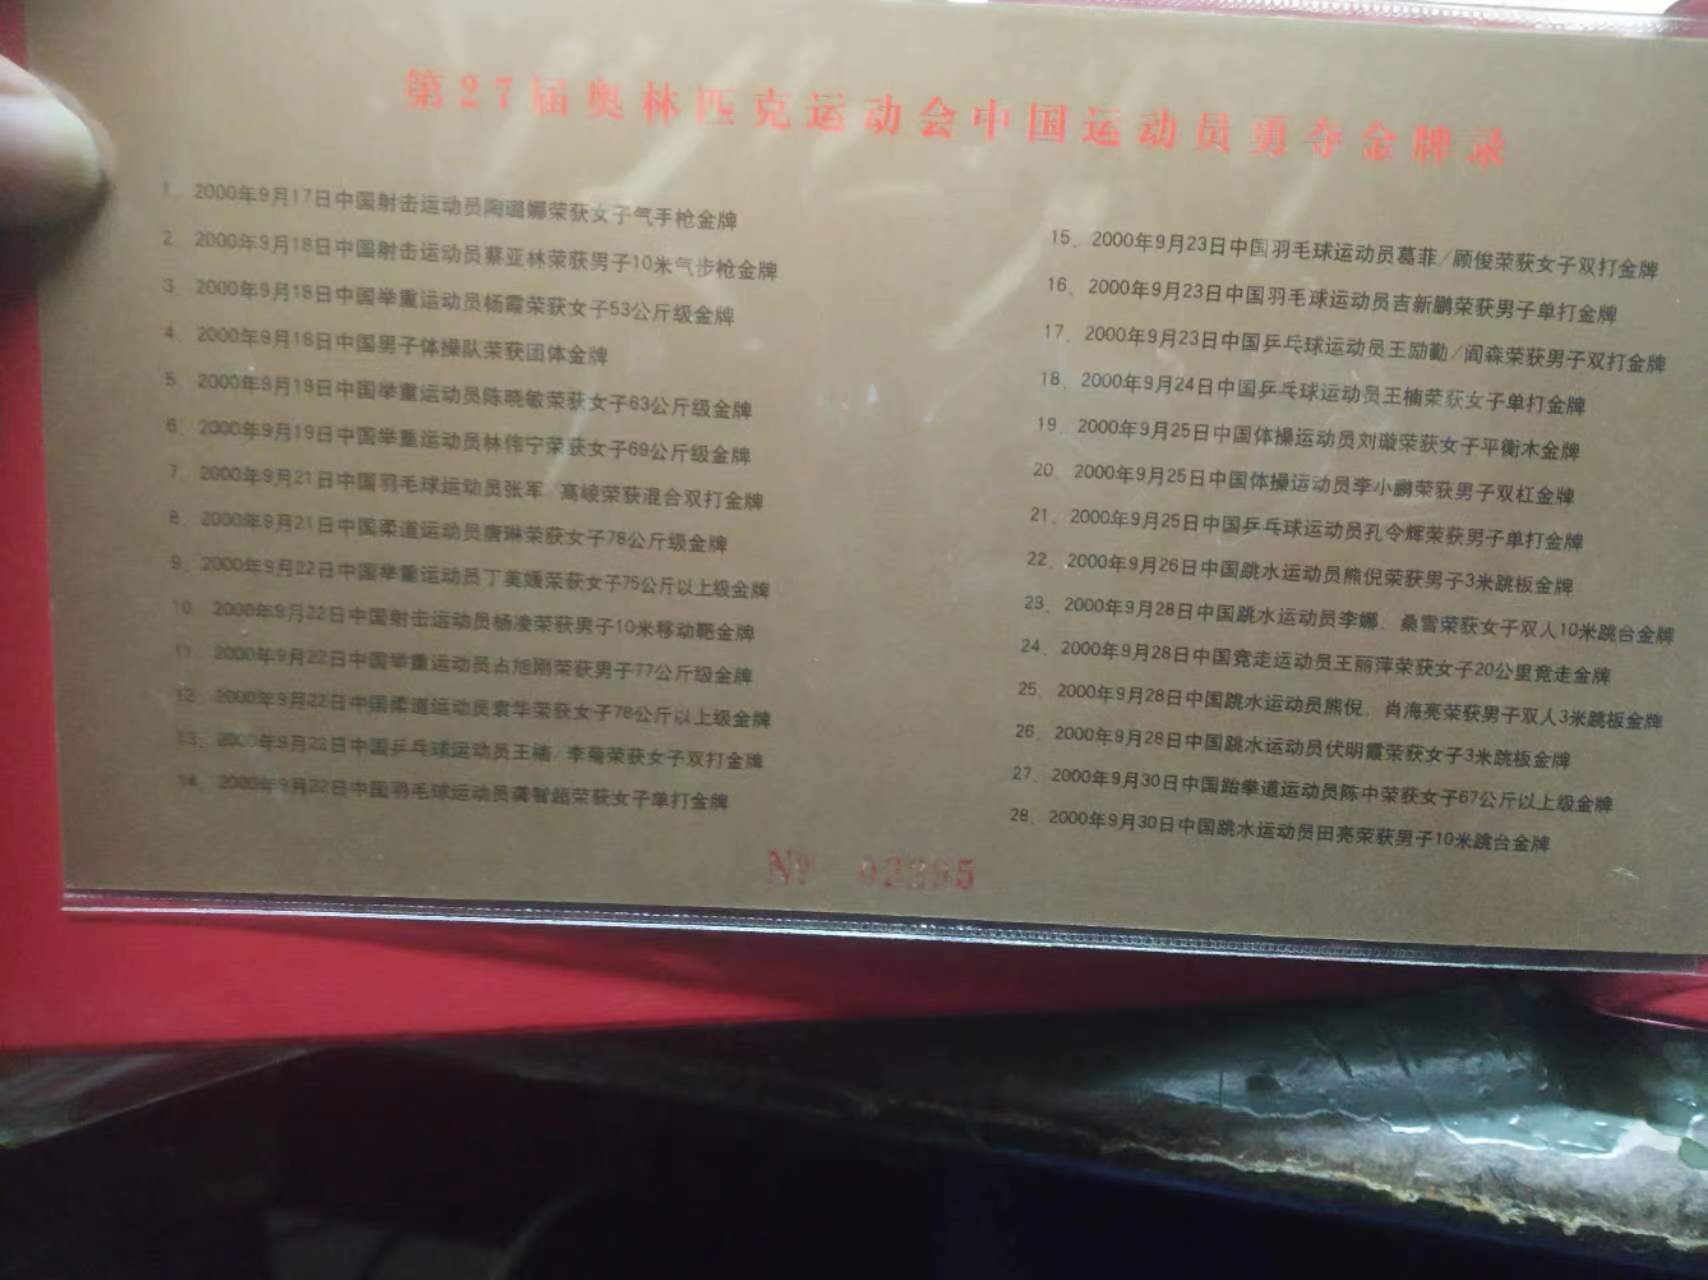 第27届奥林匹克运动会中国运动员勇夺金牌录
1、2000年9月17日中国射击运动员陶璐娜荣获女子气手枪金牌
2、2000年9月18日中国射击运动员蔡亚林荣获男子10米气步枪金牌
3、2000年9月18日中国举重运动员杨霞荣获女子53公斤级金牌
4、2000年9月18日中国男子体操队荣获团体金牌
5、2000年9月19日中国举重运动员陈晓敏荣获女子63公斤级金牌
6、2000年9月19日中国举重运动员林伟宁荣获女子69公斤级金牌
7、2000年9月21日中国羽毛球运动员张军/高崚荣获混合双打金牌
8、2000年9月21日中国柔道运动员唐琳荣获女子78公斤级金牌
9、2000年9月22日中国举重运动员丁美媛荣获女子75公斤以上级金牌
10、2000年9月22日中国射击运动员杨凌荣获男子10米移动靶金牌
11、2000年9月22日中国举重运动员占旭刚荣获男子77公斤级金牌
12、2000年9月22日中国柔道运动员袁华荣获女子78公斤以上级金牌
13、2000年9月22日中国乒乓球运动员王楠/李菊荣获女子双打金牌
14、2000年9月22日中国羽毛球运动员龚智超荣获女子单打金牌
15、2000年9月23日中国羽毛球运动员葛菲/顾俊荣获女子双打金牌
16、2000年9月23日中国羽毛球运动员吉新鹏荣获男子单打金牌
17、2000年9月23日中国乒乓球运动员王励勤/阎森荣获男子双打金牌
18、2000年9月24日中国乒乓球运动员王楠荣获女子单打金牌
19、2000年9月25日中国体操运动员刘璇荣获女子平衡木金牌
20、2000年9月25日中国体操运动员李小鹏荣获男子双杠金牌
21、2000年9月25日中国乒乓球运动员孔令辉荣获男子单打金牌
22、2000年9月26日中国跳水运动员熊倪荣获男子3米跳板金牌
23、2000年9月28日中国跳水运动员李娜、桑雪荣获女子双人10米跳台金牌
24、2000年9月28日中国竞走运动员王丽萍荣获女子20公里竞走金牌
25、2000年9月28日中国跳水运动员熊倪、肖海亮荣获男子双人3米跳板金牌
26、2000年9月28日中国跳水运动员伏明霞荣获女子3米跳板金牌
27、2000年9月30日中国跆拳道运动员陈中荣获女子67公斤以上级金牌
28、2000年9月30日中国跳水运动员田亮荣获男子10米跳台金牌
Nº